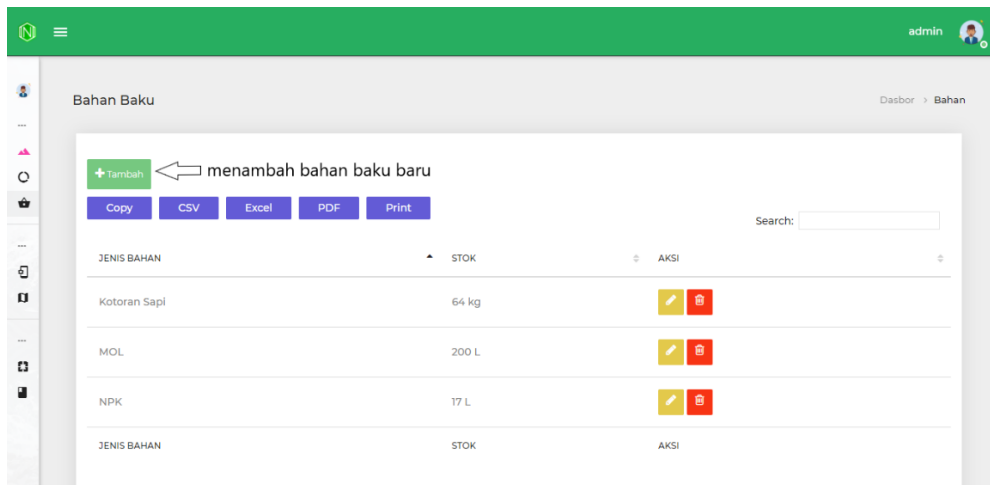 admin
Bahan Baku
Dasbor > Bahan
+ Tambah
menambah bahan baku baru
Copy CSV Excel PDF Print
Search:
JENIS BAHAN STOK AKSI
Kotoran Sapi 64 kg
MOL 200 L
NPK 17 L
JENIS BAHAN STOK AKSI